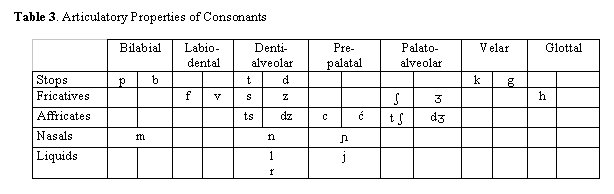 Table 3. Articulatory Properties of Consonants
Bilabial Labio-dental Denti-alveolar Pre-palatal Palato-alveolar Velar Glottal
Stops p b t d k g
Fricatives f v s z ʃ ʒ h
Affricates ts dz c ć tʃ dʒ
Nasals m n ɲ
Liquids l j
r